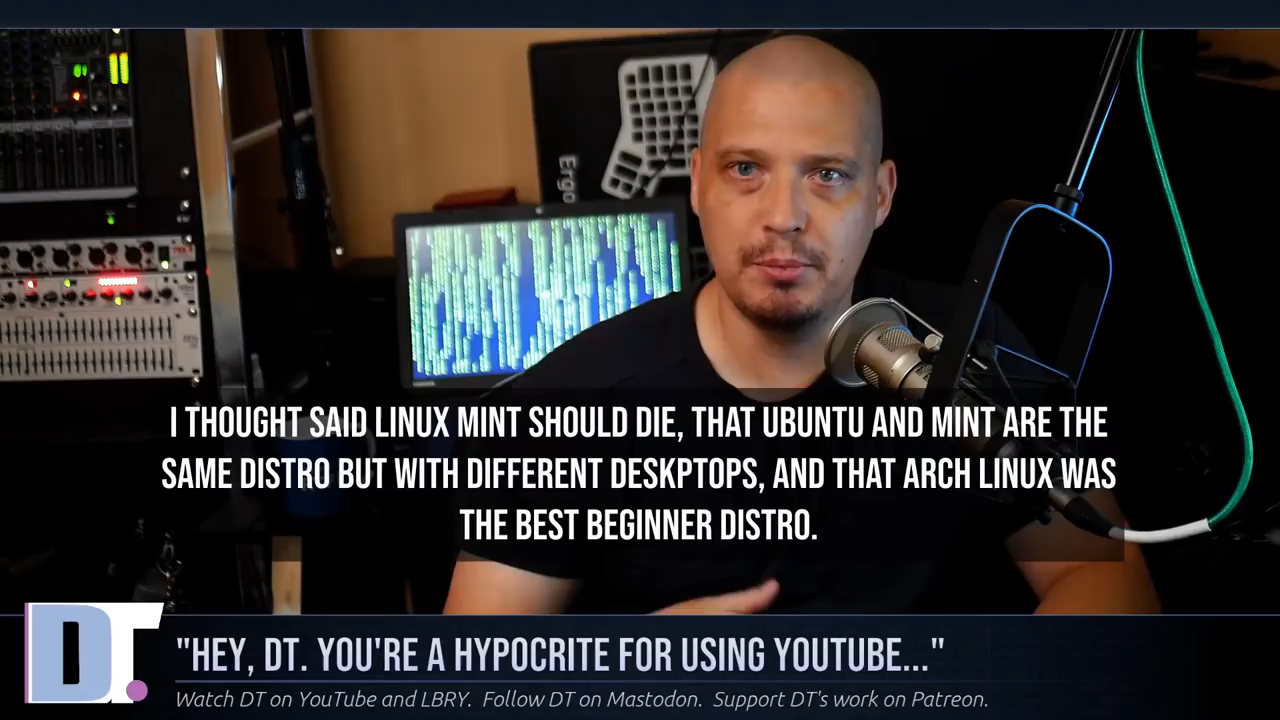 Ergo
frame
I THOUGHT SAID LINUX MINT SHOULD DIE, THAT UBUNTU AND MINT ARE THE
SAME DISTRO BUT WITH DIFFERENT DESKPTOPS, AND THAT ARCH LINUX WAS
THE BEST BEGINNER DISTRO.
DT.
"HEY, DT. YOU'RE A HYPOCRITE FOR USING YOUTUBE..."
Watch DT on YouTube and LBRY. Follow DT on Mastodon. Support DT's work on Patreon.